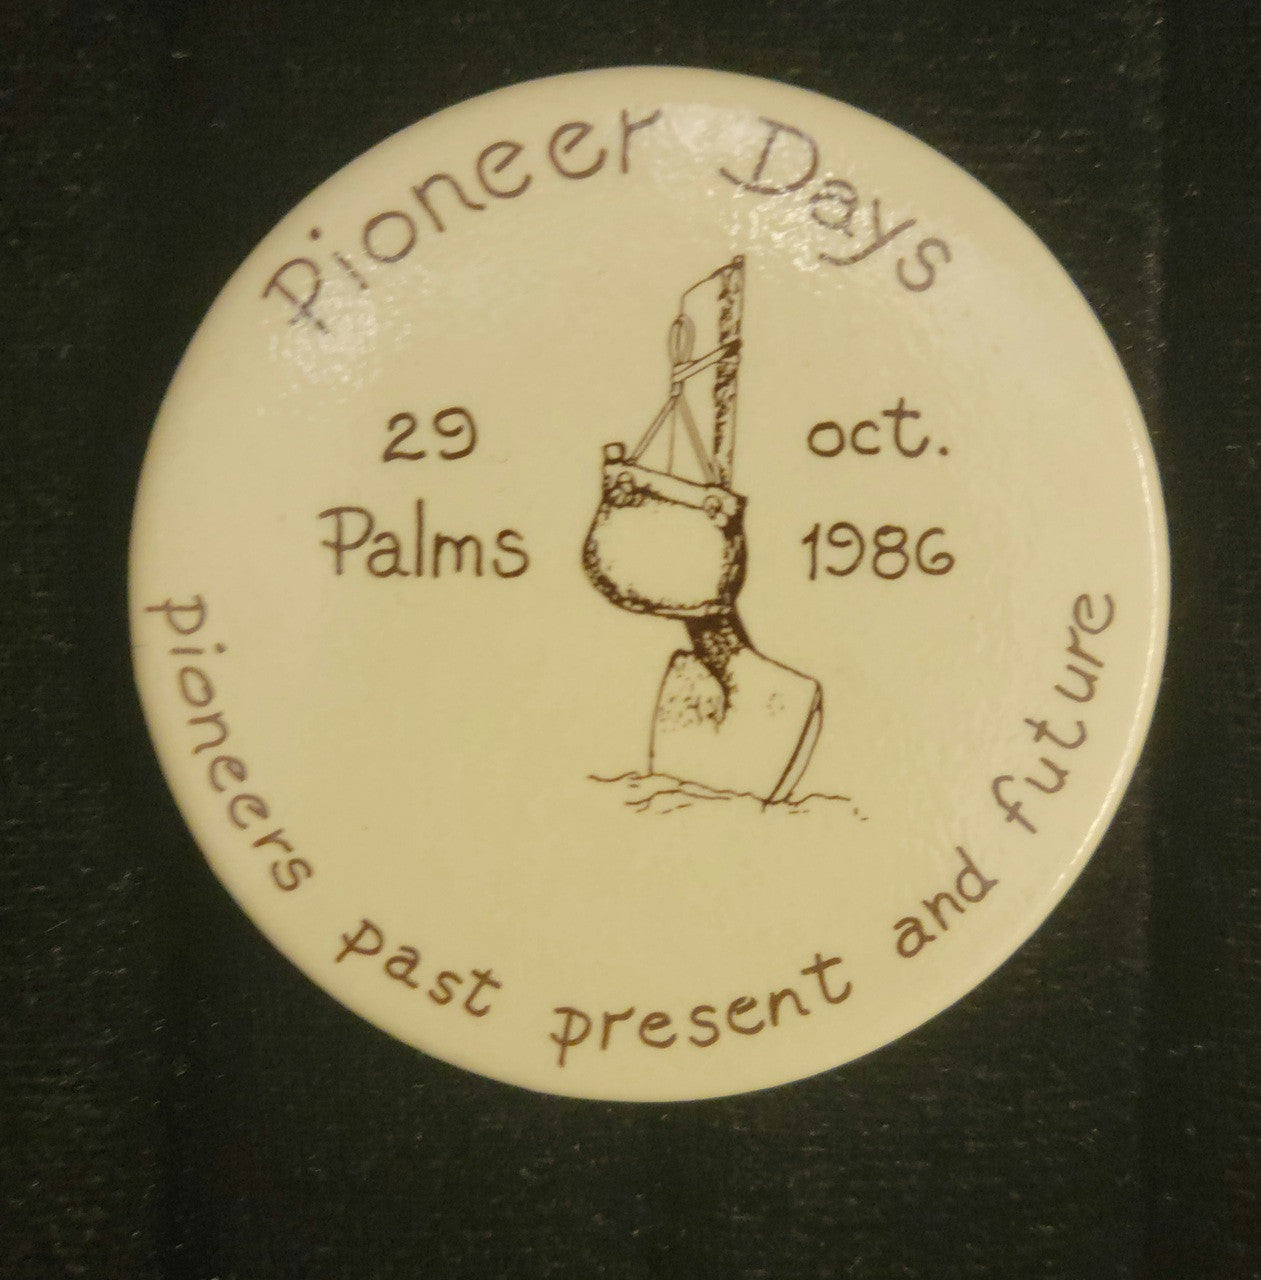 Pioneer Days
29 Palms
oct. 1986
pioneers past present and future